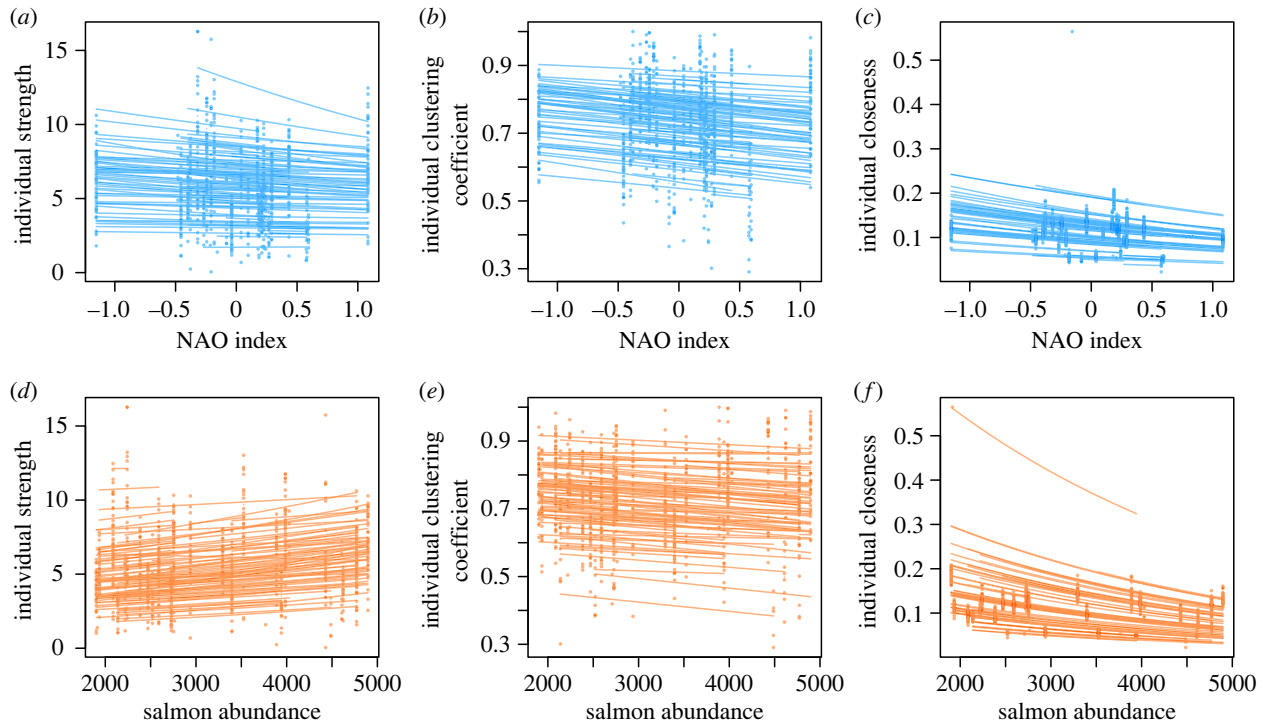 (a)
15
10
5
0
individual strength
–1.0 –0.5 0 0.5 1.0
NAO index
(b)
0.9
0.7
0.5
0.3
individual clustering
coefficient
–1.0 –0.5 0 0.5 1.0
NAO index
(c)
0.5
0.4
0.3
0.2
0.1
individual closeness
–1.0 –0.5 0 0.5 1.0
NAO index
(d)
15
10
5
0
individual strength
2000 3000 4000 5000
salmon abundance
(e)
0.9
0.7
0.5
0.3
individual clustering
coefficient
2000 3000 4000 5000
salmon abundance
(f)
0.5
0.4
0.3
0.2
0.1
individual closeness
2000 3000 4000 5000
salmon abundance